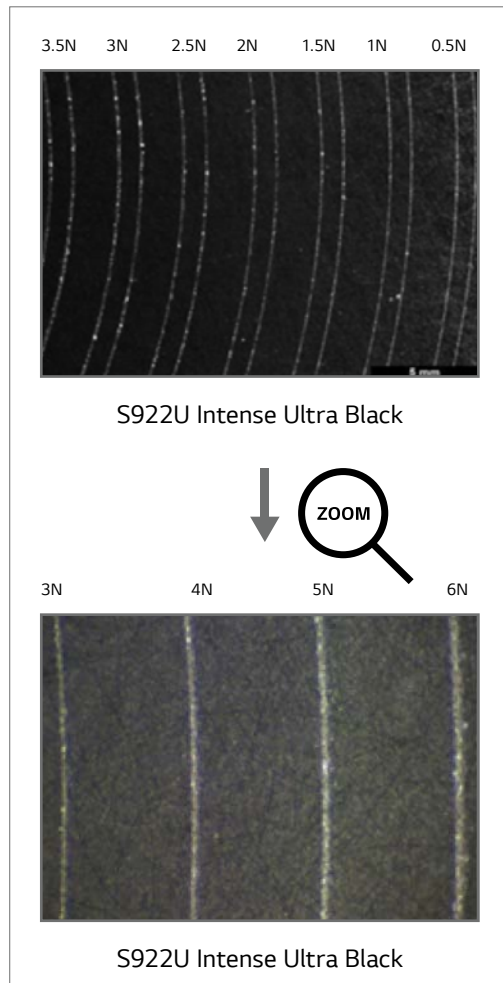 3.5N 3N 2.5N 2N 1.5N 1N 0.5N
5 mm
S922U Intense Ultra Black
ZOOM
3N 4N 5N 6N
S922U Intense Ultra Black